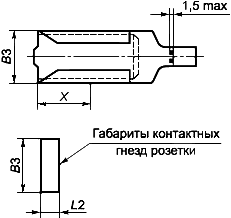 1,5 max
B3
X
Габариты контактных
гнезд розетки
B3
L2